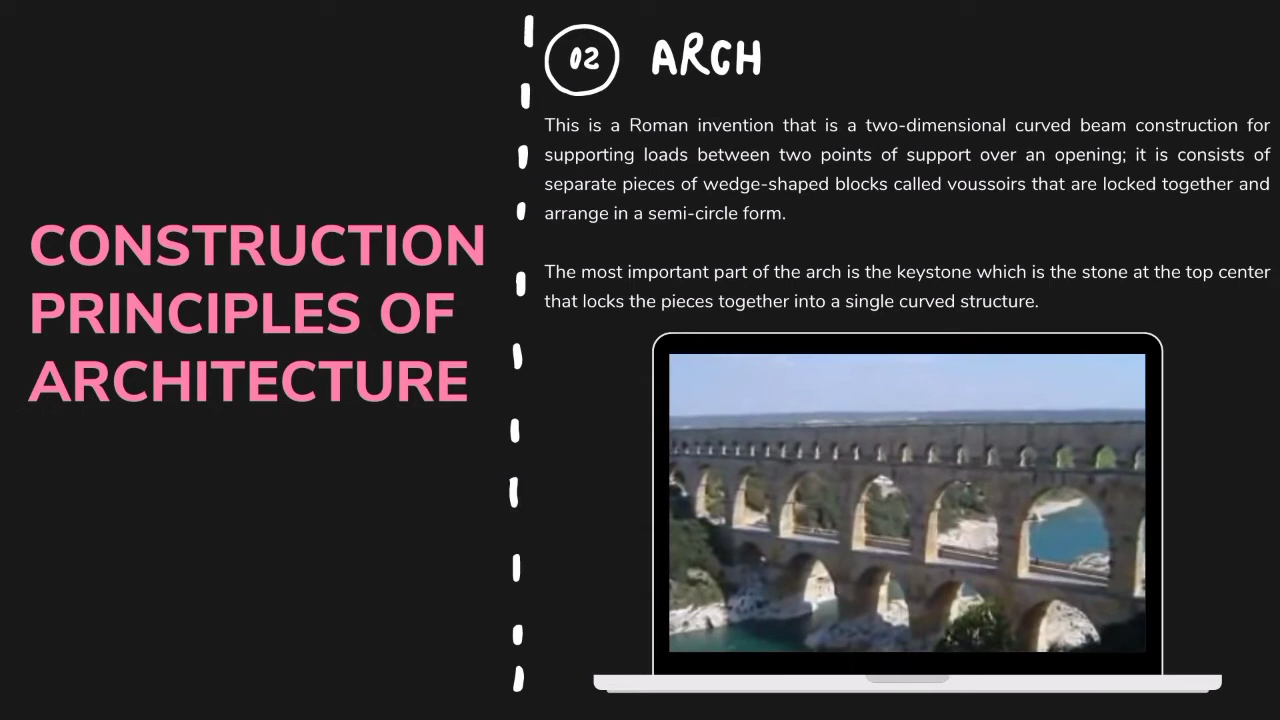 CONSTRUCTION
PRINCIPLES OF
ARCHITECTURE
02 ARCH
This is a Roman invention that is a two-dimensional curved beam construction for
supporting loads between two points of support over an opening; it is consists of
separate pieces of wedge-shaped blocks called voussoirs that are locked together and
arrange in a semi-circle form.
The most important part of the arch is the keystone which is the stone at the top center
that locks the pieces together into a single curved structure.